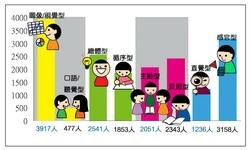 圖像/視覺型
4000
3500
3000
2500
2000
1500
1000
500
0
口語/
聽覺型
總體型
循序型
主動型
反思型
直覺型
感官型
3917人
477人
2541人
1853人
2051人
2343人
1236人
3158人